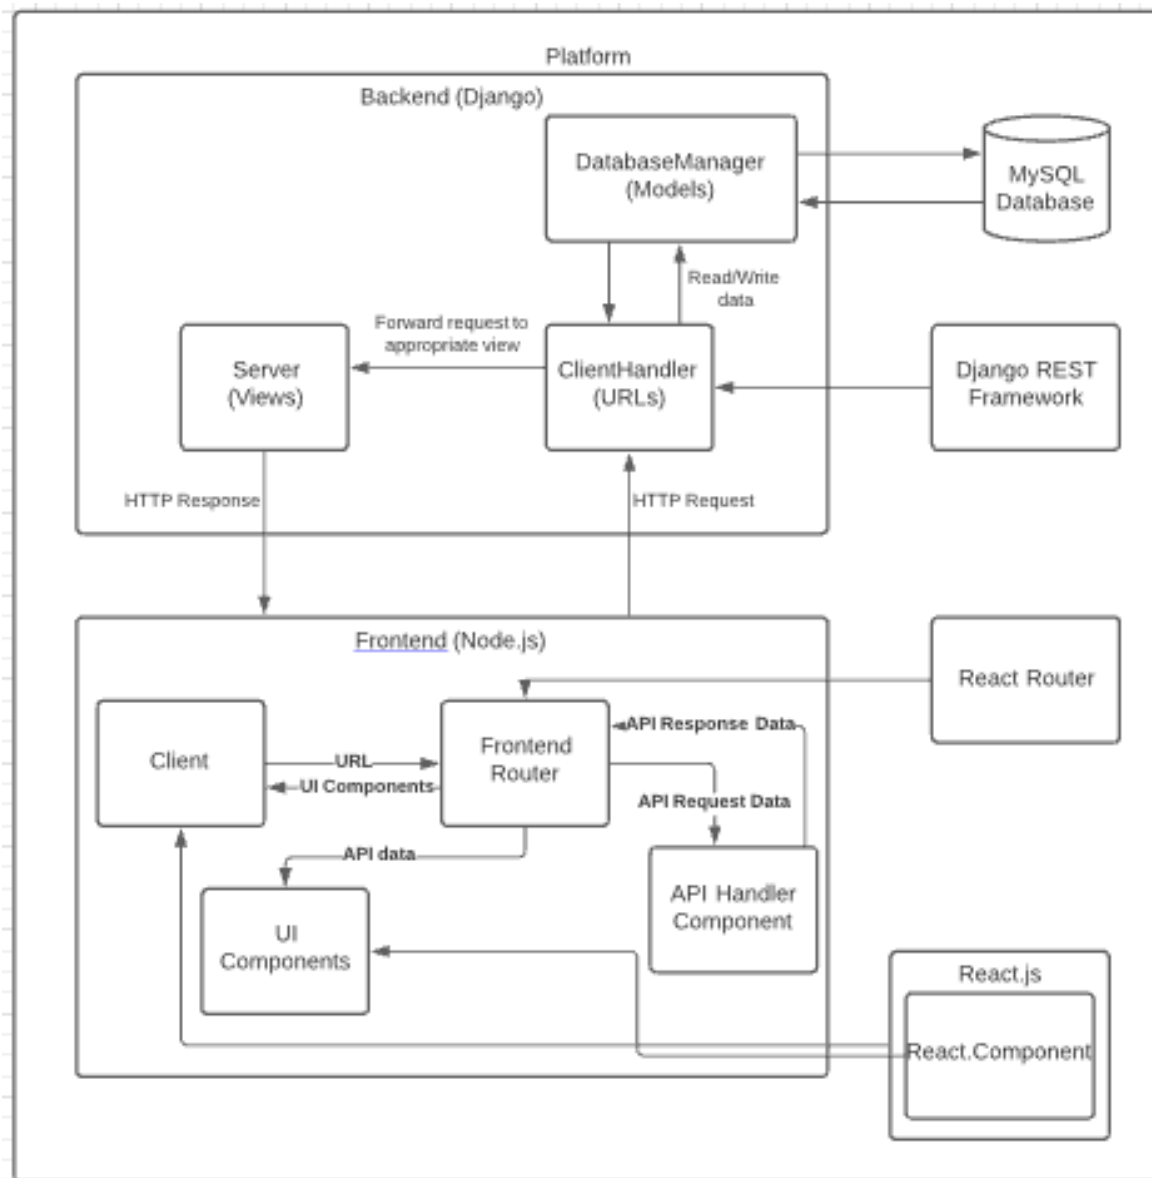 Platform
Backend (Django)
DatabaseManager
(Models)
MySQL
Database
Read/Write
data
Forward request to
appropriate view
Server
(Views)
ClientHandler
(URLs)
Django REST
Framework
HTTP Response
HTTP Request
Frontend (Node.js)
React Router
Client
URL
UI Components
Frontend
Router
API Response Data
API Request Data
API data
API Handler
Component
UI
Components
React.js
React.Component